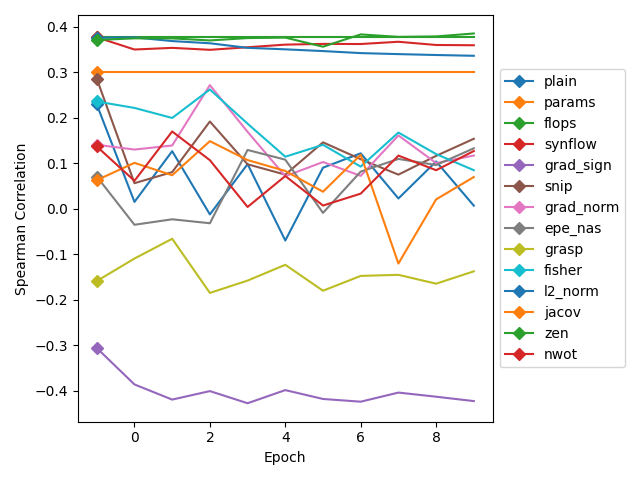 0.4
0.3
0.2
0.1
0.0
−0.1
−0.2
−0.3
−0.4
Spearman Correlation
0 2 4 6 8
Epoch
plain
params
flops
synflow
grad_sign
snip
grad_norm
epe_nas
grasp
fisher
l2_norm
jacov
zen
nwot